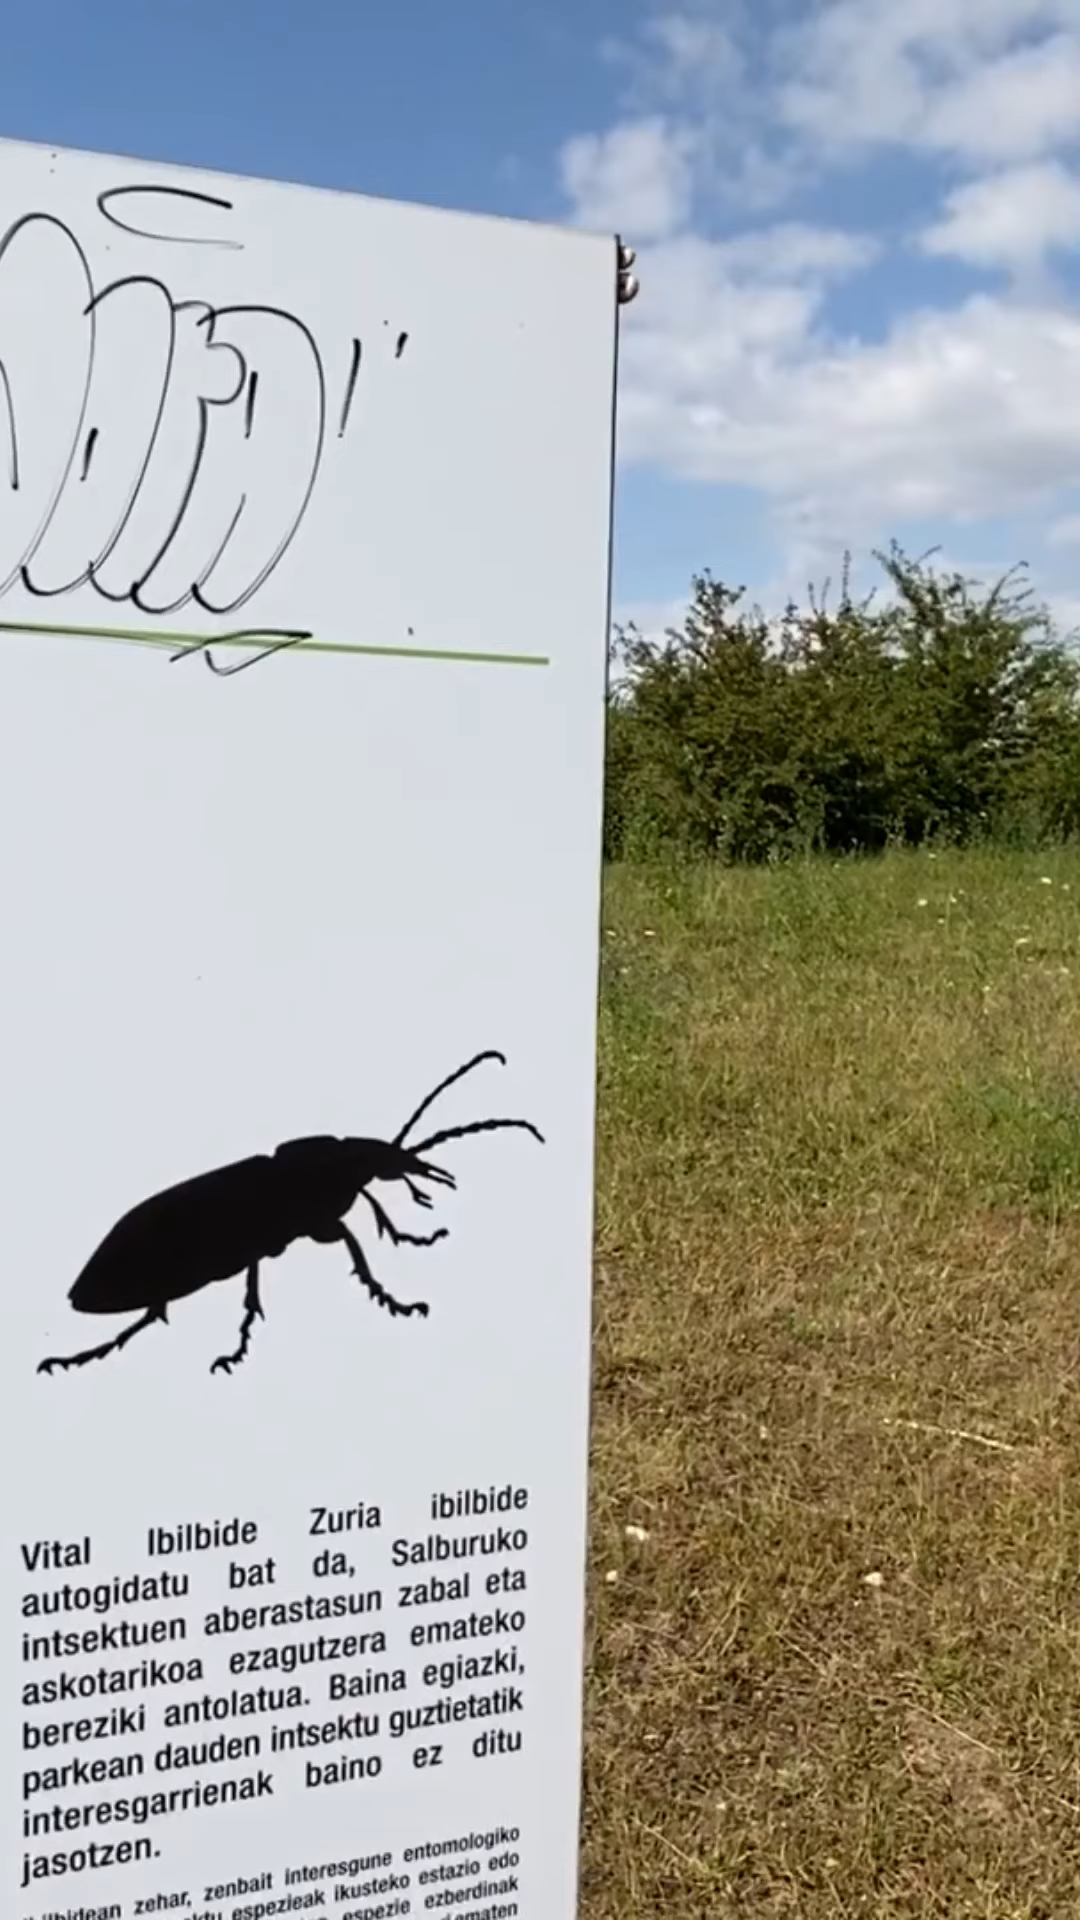 Vital Ibilbide Zuria ibilbide
autogidatu bat da, Salburuko
intsektuen aberastasun zabal eta
askotarikoa ezagutzera emateko
bereziki antolatua. Baina egiazki,
parkean dauden intsektu guztietatik
interesgarrienak baino ez ditu
jasotzen.
zehar, zenbait interesgune entomologiko
espezieak ikusteko estazio edo
espezie ezberdinak